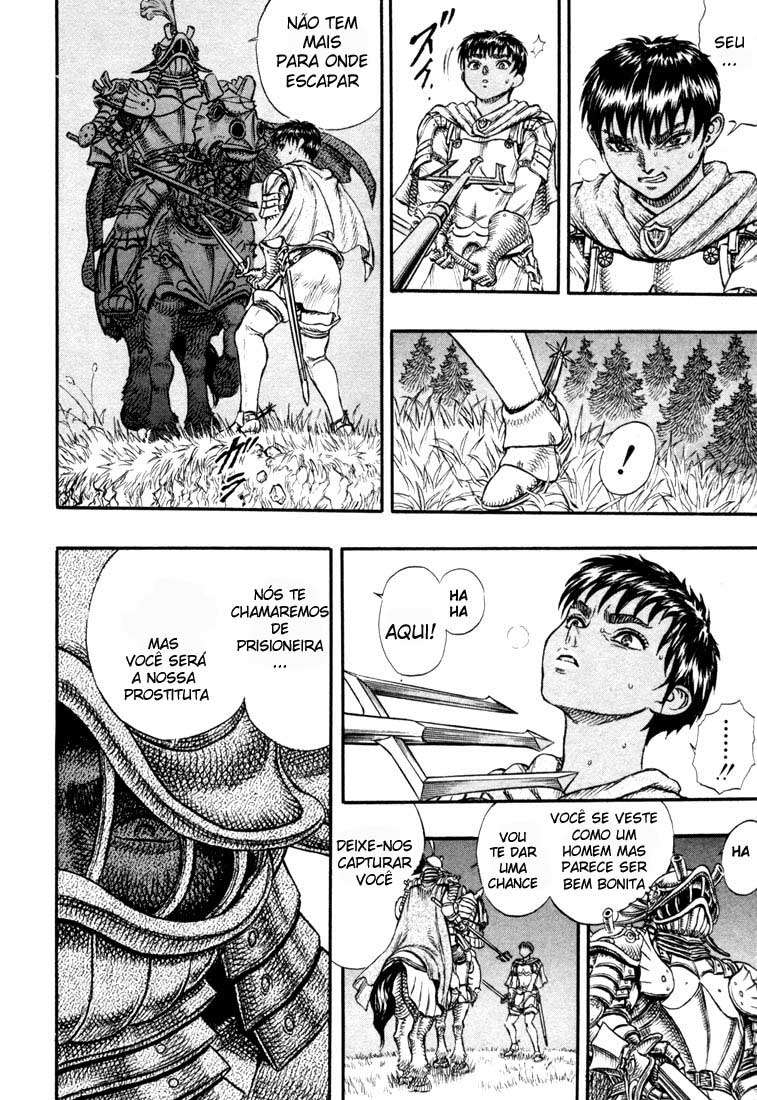 SEU
...
NÃO TEM
MAIS
PARA ONDE
ESCAPAR
!
HA
HA
AQUI!
......
!!
HA
VOCÊ SE VESTE
COMO UM
HOMEM MAS
PARECE SER
BEM BONITA
VOU
TE DAR
UMA
CHANCE
DEIXE-NOS
CAPTURAR
VOCÊ
NÓS TE
CHAMAREMOS
DE
PRISIONEIRA
...
MAS
VOCÊ SERÁ
A NOSSA
PROSTITUTA